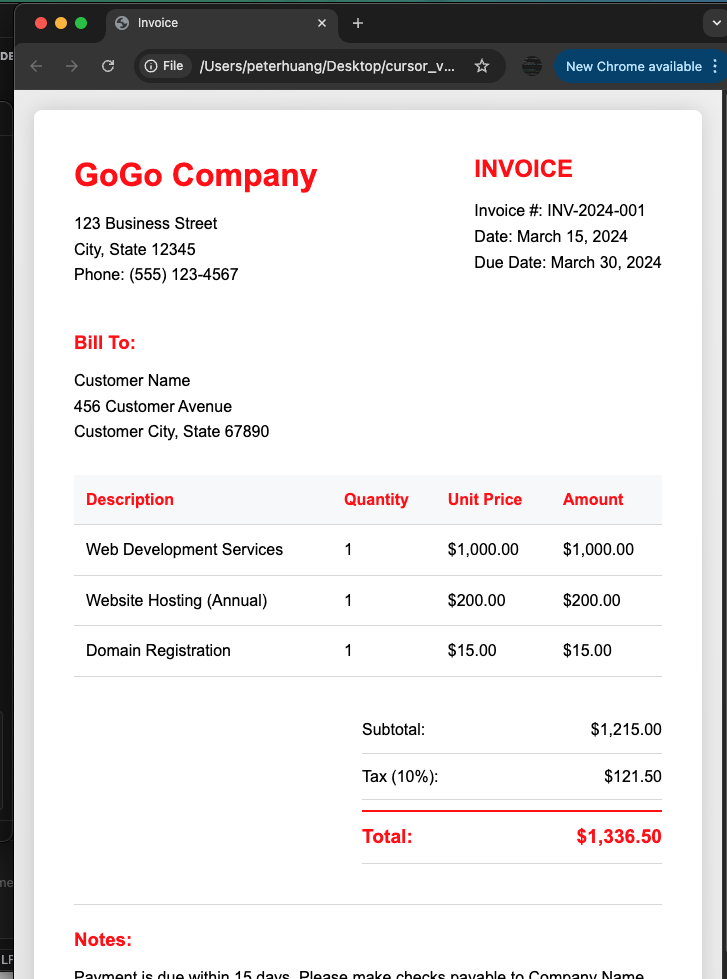 DE
Invoice
File /Users/peterhuang/Desktop/cursor_v... New Chrome available
GoGo Company
123 Business Street
City, State 12345
Phone: (555) 123-4567
INVOICE
Invoice #: INV-2024-001
Date: March 15, 2024
Due Date: March 30, 2024
Bill To:
Customer Name
456 Customer Avenue
Customer City, State 67890
Description Quantity Unit Price Amount
Web Development Services 1 $1,000.00 $1,000.00
Website Hosting (Annual) 1 $200.00 $200.00
Domain Registration 1 $15.00 $15.00
Subtotal: $1,215.00
Tax (10%): $121.50
Total: $1,336.50
me
Notes:
LF
Payment is due within 15 days. Please make checks payable to Company Name